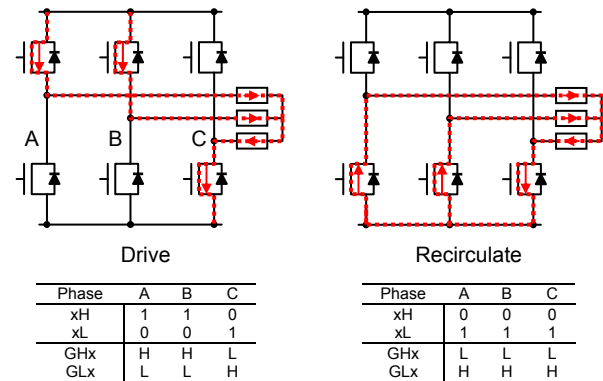 A B C
Drive
Recirculate
Phase A B C
xH 1 1 0
xL 0 0 1
GHx H H L
GLx L L H
Phase A B C
xH 0 0 0
xL 1 1 1
GHx L L L
GLx H H H